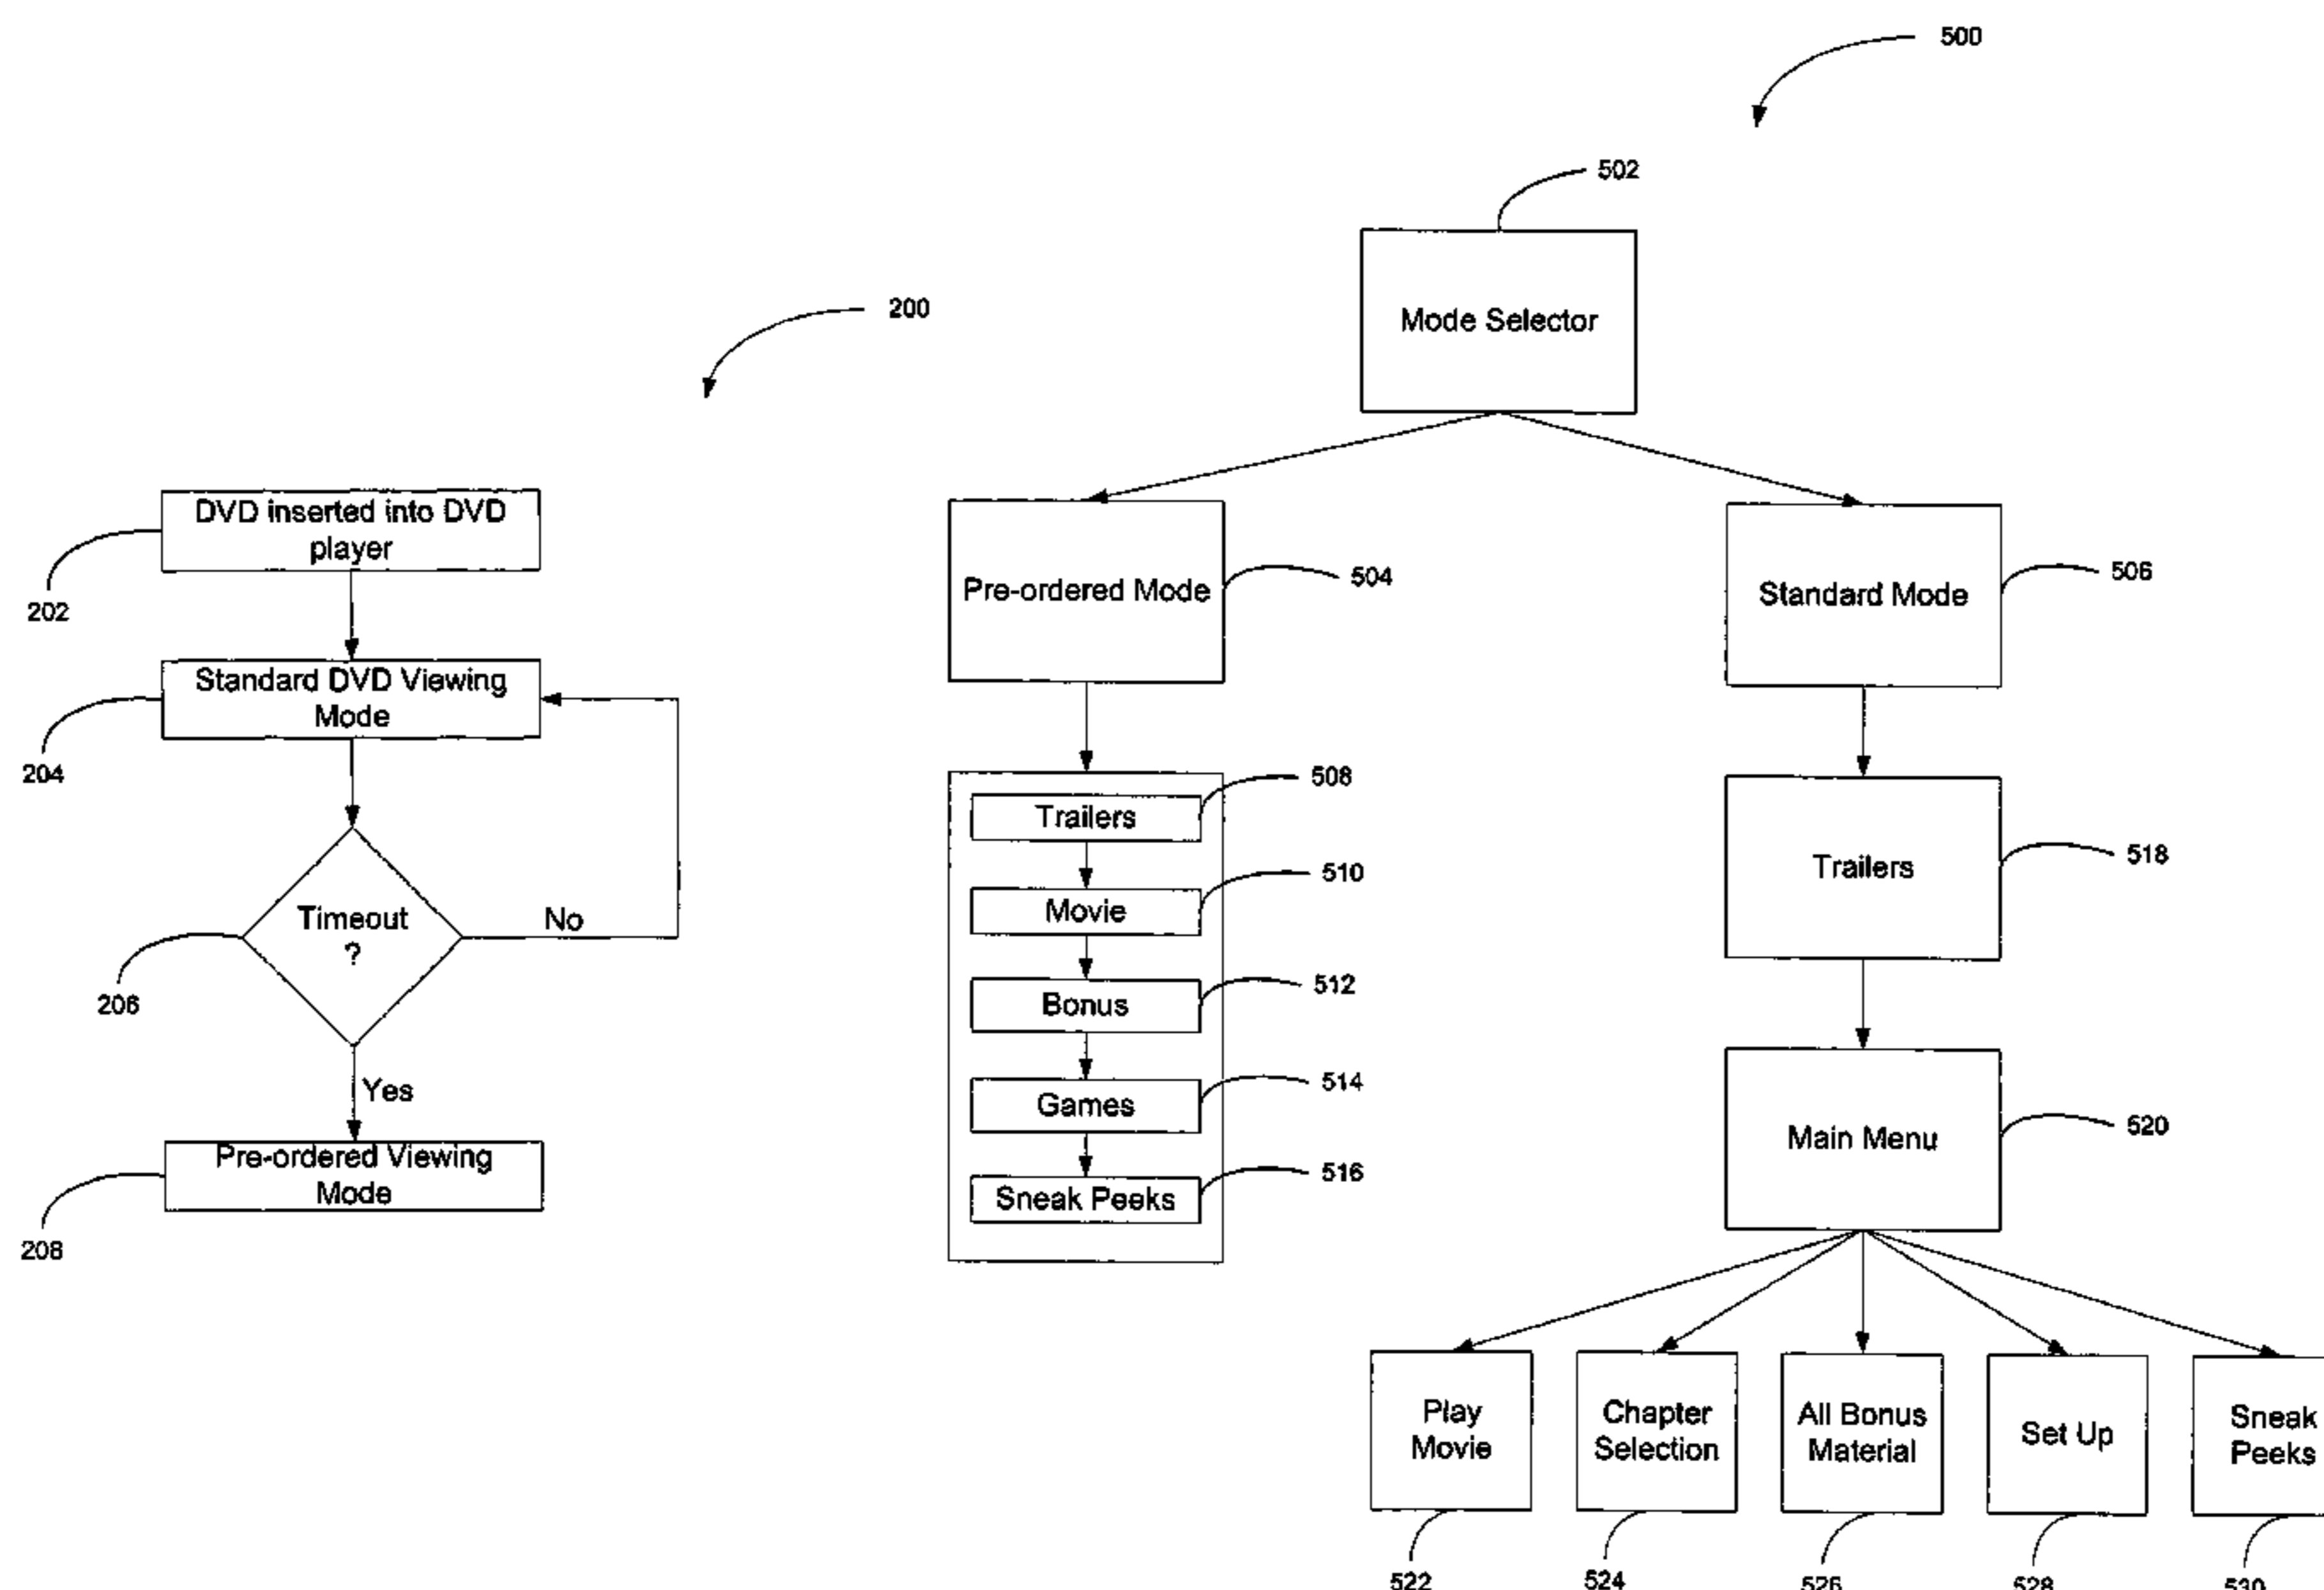 500
502
Mode Selector
200
DVD inserted into DVD
player
202
Standard DVD Viewing
Mode
204
Timeout
?
No
206
Yes
Pre-ordered Viewing
Mode
208
Pre-ordered Mode
504
Standard Mode
506
Trailers
508
Movie
510
Bonus
512
Games
514
Sneak Peeks
516
Trailers
518
Main Menu
520
Play
Movie
Chapter
Selection
All Bonus
Material
Set Up
Sneak
Peeks
522
524
526
528
530